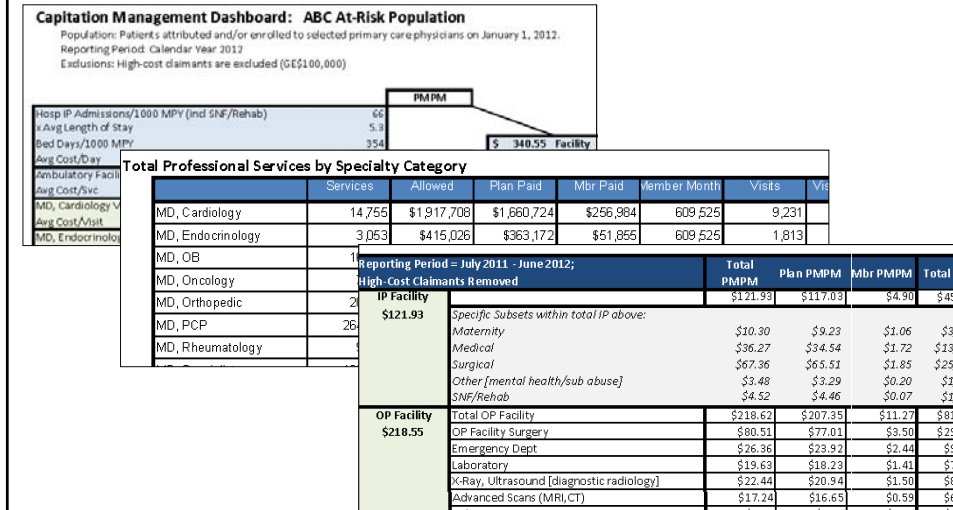 Capitation Management Dashboard: ABC At-Risk Population
Population: Patients attributed and/or enrolled to selected primary care physicians on January 1, 2012.
Reporting Period: Calendar Year 2012
Exclusions: High-cost claimants are excluded (GE$100,000)
PMPM
Hosp IP Admissions/1000 MPY (incl SNF/Rehab) 66
x Avg Length of Stay 5.3
Bed Days/1000 MPY 354 $ 340.55 Facility
Avg Cost/Day
Ambulatory Facili
Avg Cost/Svc
MD, Cardiology V
Avg Cost/Visit
MD, Endocrinolog
Total Professional Services by Specialty Category
Services Allowed Plan Paid Mbr Paid Member Month Visits Vis
MD, Cardiology 14,755 $1,917,708 $1,660,724 $256,984 609,525 9,231
MD, Endocrinology 3,053 $415,026 $363,172 $51,855 609,525 1,813
MD, OB
MD, Oncology
MD, Orthopedic
MD, PCP 264
MD, Rheumatology
Reporting Period = July 2011 - June 2012; Total PMPM Plan PMPM Mbr PMPM Total
High-Cost Claimants Removed
IP Facility $121.93 $117.03 $4.90
$121.93 Specific Subsets within total IP above:
Maternity $10.30 $9.23 $1.06
Medical $36.27 $34.54 $1.72
Surgical $67.36 $65.51 $1.85
Other [mental health/sub abuse] $3.48 $3.29 $0.20
SNF/Rehab $4.52 $4.46 $0.07
OP Facility Total OP Facility $218.62 $207.35 $11.27
$218.55 OP Facility Surgery $80.51 $77.01 $3.50
Emergency Dept $26.36 $23.92 $2.44
Laboratory $19.63 $18.23 $1.41
X-Ray, Ultrasound [diagnostic radiology] $22.44 $20.94 $1.50
Advanced Scans (MRI,CT) $17.24 $16.65 $0.59